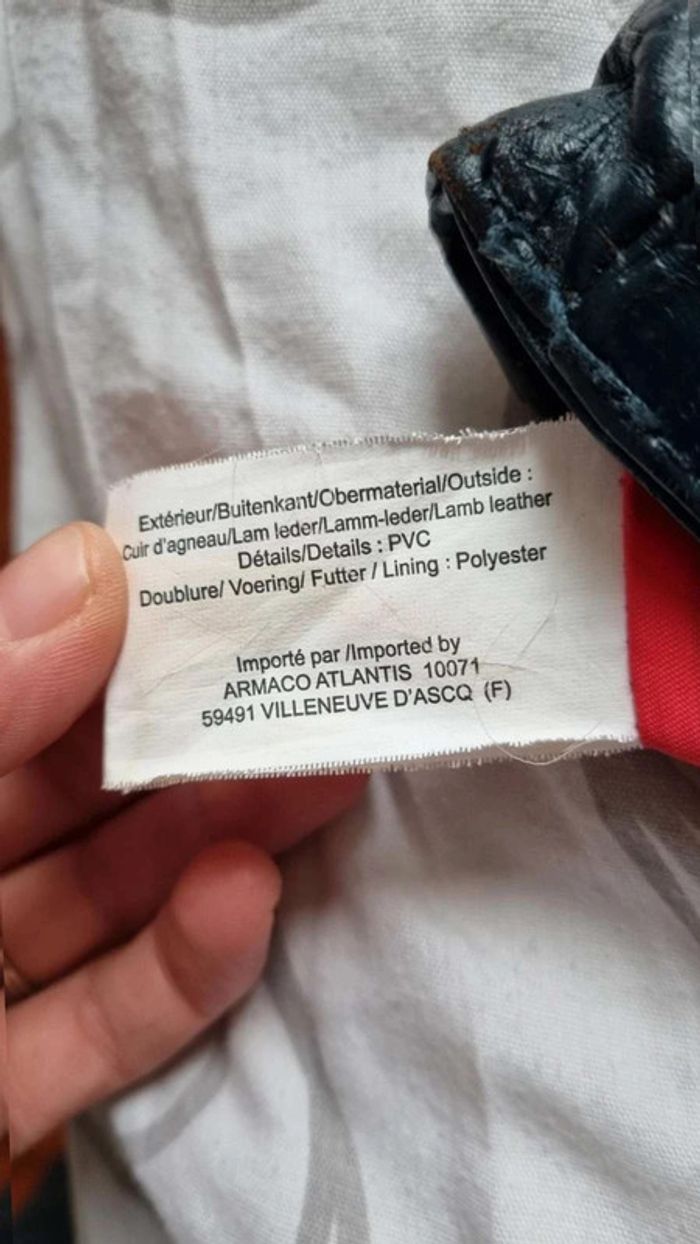 Extérieur/Buitenkant/Obermaterial/Outside :
Cuir d'agneau/Lam leder/Lamm-leder/Lamb leather
Détails/Details : PVC
Doublure/ Voering/ Futter / Lining : Polyester
Importé par /Imported by
ARMACO ATLANTIS 10071
59491 VILLENEUVE D'ASCQ (F)